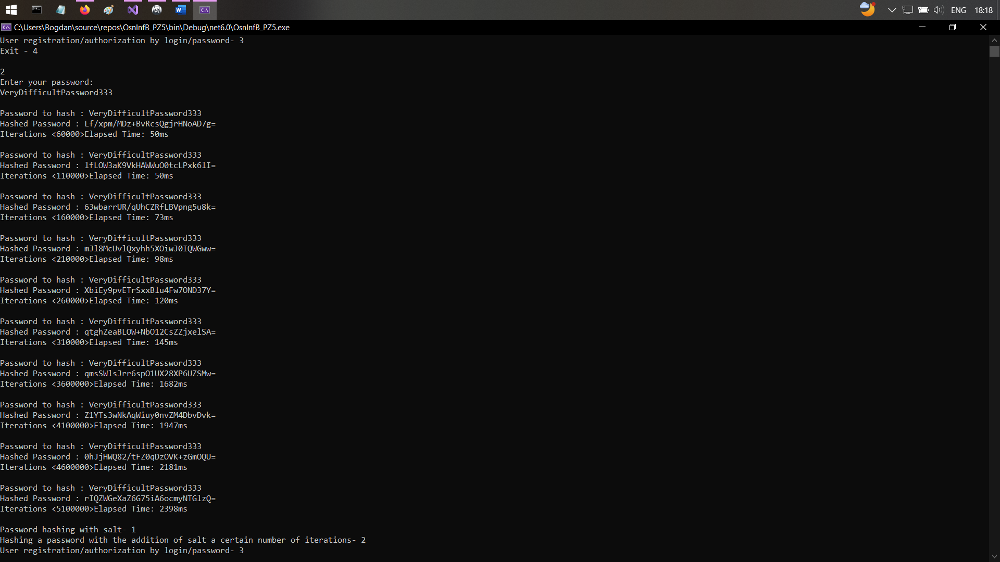 ENG
18:18
C:\Users\Bogdan\source\repos\OsnInfB_PZ5\bin\Debug\net6.0\OsnInfB_PZ5.exe
User registration/authorization by login/password- 3
Exit - 4
2
Enter your password:
VeryDifficultPassword333
Password to hash : VeryDifficultPassword333
Hashed Password : Lf/xpm/MDz+BvRcsQgjrHNoAD7g=
Iterations <60000>Elapsed Time: 50ms
Password to hash : VeryDifficultPassword333
Hashed Password : lfLOW3aK9VkHAWWuO0tcLPxk6lI=
Iterations <110000>Elapsed Time: 50ms
Password to hash : VeryDifficultPassword333
Hashed Password : 63wbarrUR/qUhCZRfLBVpng5u8k=
Iterations <160000>Elapsed Time: 73ms
Password to hash : VeryDifficultPassword333
Hashed Password : mJl8McUvlQxyhh5XOiwJ0IQWGww=
Iterations <210000>Elapsed Time: 98ms
Password to hash : VeryDifficultPassword333
Hashed Password : XbiEy9pvETrSxxBlu4Fw7OND37Y=
Iterations <260000>Elapsed Time: 120ms
Password to hash : VeryDifficultPassword333
Hashed Password : qtghZeaBLOW+NbO12CsZZjxelSA=
Iterations <310000>Elapsed Time: 145ms
Password to hash : VeryDifficultPassword333
Hashed Password : qmsSWlsJrr6spO1UX28XP6UZSMw=
Iterations <3600000>Elapsed Time: 1682ms
Password to hash : VeryDifficultPassword333
Hashed Password : Z1YTs3wNkAqWiuy0nvZM4DbvDvk=
Iterations <4100000>Elapsed Time: 1947ms
Password to hash : VeryDifficultPassword333
Hashed Password : 0hJjHWQ82/tFZ0qDzOVK+zGmOQU=
Iterations <4600000>Elapsed Time: 2181ms
Password to hash : VeryDifficultPassword333
Hashed Password : rIQZWGeXaZ6G75iA6ocmyNTGlzQ=
Iterations <5100000>Elapsed Time: 2398ms
Password hashing with salt- 1
Hashing a password with the addition of salt a certain number of iterations- 2
User registration/authorization by login/password- 3